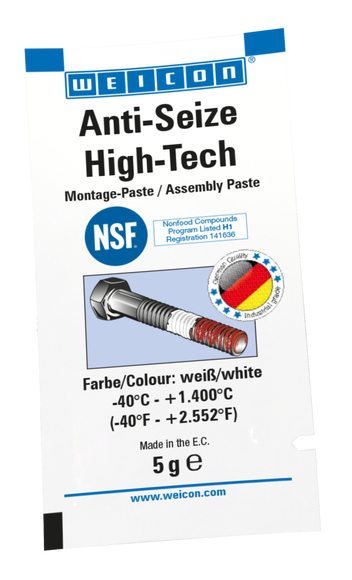 WEICON®
Anti-Seize
High-Tech
Montage-Paste / Assembly Paste
NSF
Nonfood Compounds
Program Listed H1
Registration 141636
German Quality
Industrial grade
Farbe/Colour: weiß/white
-40°C - +1.400°C
(-40°F - +2.552°F)
Made in the E.C.
5 g ℮
www.weicon.com